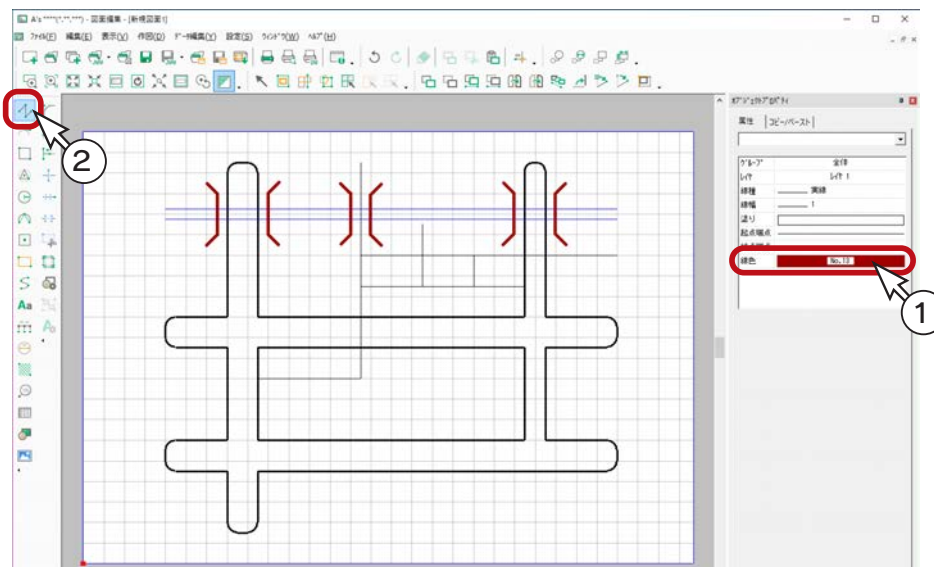 A's ****(*.**.***) - 図面編集 - [新規図面1]
ﾌｧｲﾙ(F) 編集(E) 表示(V) 作図(D) ﾃﾞｰﾀ編集(Y) 設定(S) ｳｨﾝﾄﾞｳ(W) ﾍﾙﾌﾟ(H)
ｵﾌﾞｼﾞｪｸﾄﾌﾟﾛﾊﾟﾃｨ
属性 コピー/ペースト
ｸﾞﾙｰﾌﾟ 全体
ﾚｲﾔ ﾚｲﾔ 1
線種 実線
線幅 1
塗り
起点端点
線色 No.13
1
2
Aa